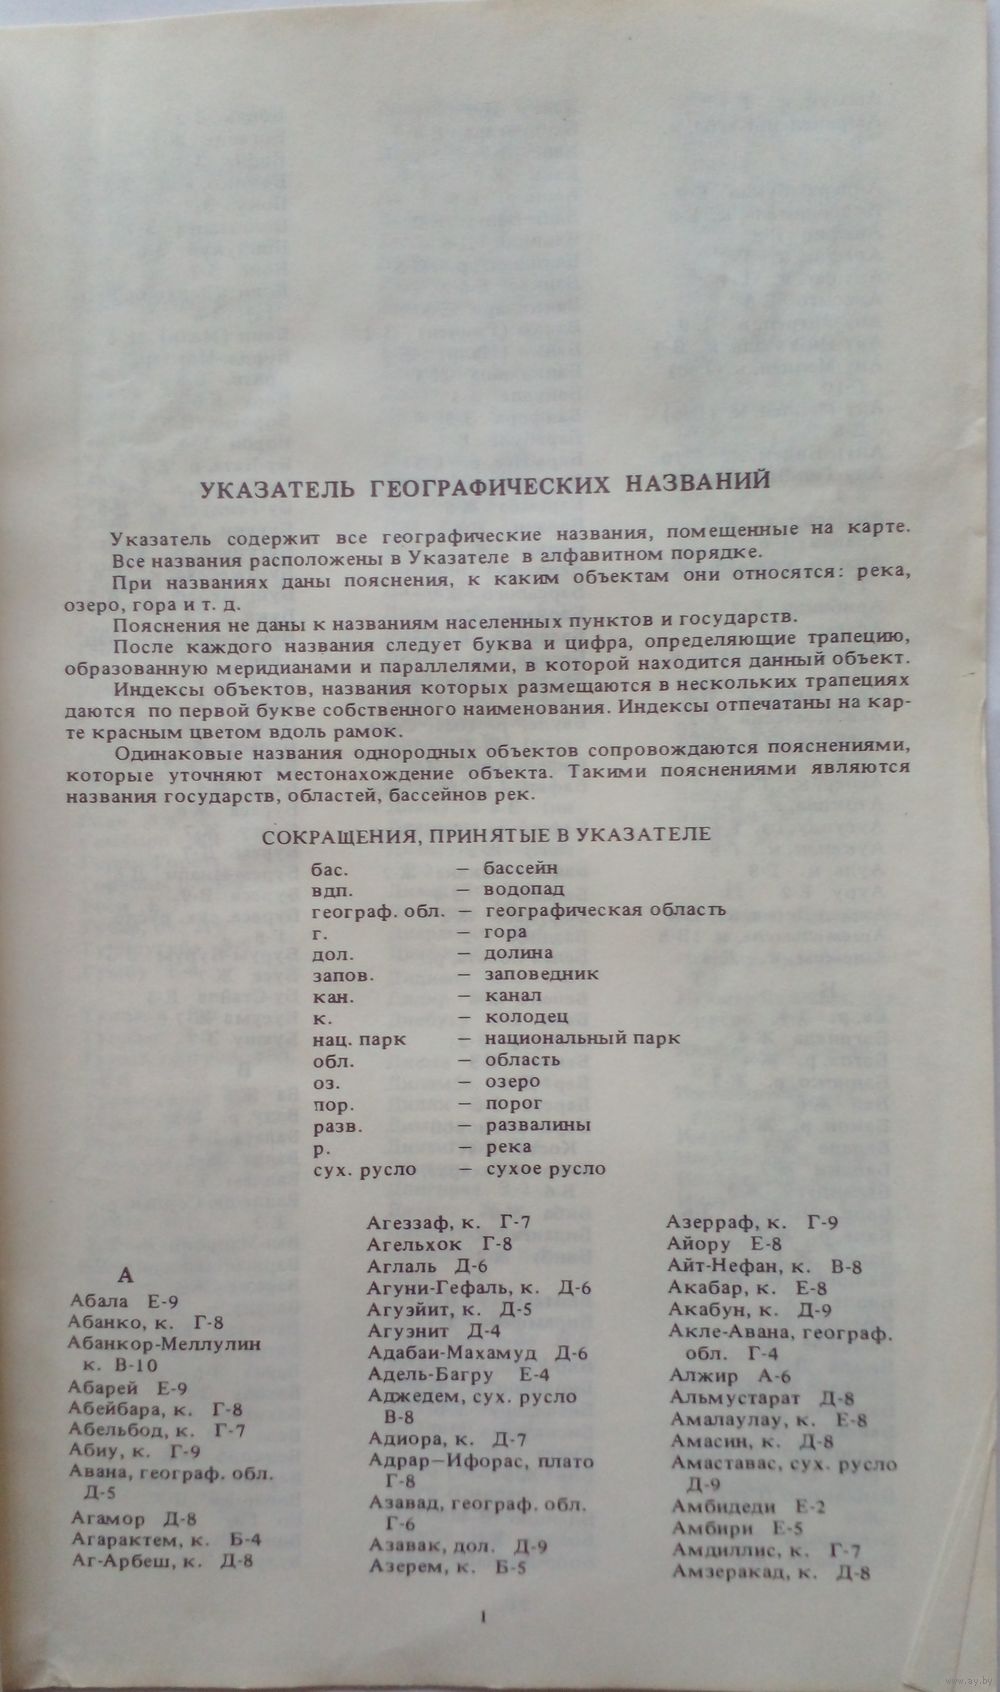 УКАЗАТЕЛЬ ГЕОГРАФИЧЕСКИХ НАЗВАНИЙ
Указатель содержит все географические названия, помещенные на карте.
Все названия расположены в Указателе в алфавитном порядке.
При названиях даны пояснения, к каким объектам они относятся: река,
озеро, гора и т. д.
Пояснения не даны к названиям населенных пунктов и государств.
После каждого названия следует буква и цифра, определяющие трапецию,
образованную меридианами и параллелями, в которой находится данный объект.
Индексы объектов, названия которых размещаются в нескольких трапециях
даются по первой букве собственного наименования. Индексы отпечатаны на кар-
те красным цветом вдоль рамок.
Одинаковые названия однородных объектов сопровождаются пояснениями,
которые уточняют местонахождение объекта. Такими пояснениями являются
названия государств, областей, бассейнов рек.
СОКРАЩЕНИЯ, ПРИНЯТЫЕ В УКАЗАТЕЛЕ
бас. — бассейн
вдп. — водопад
географ. обл. — географическая область
г. — гора
дол. — долина
запов. — заповедник
кан. — канал
к. — колодец
нац. парк — национальный парк
обл. — область
оз. — озеро
пор. — порог
разв. — развалины
р. — река
сух. русло — сухое русло
А
Абала Е-9
Абанко, к. Г-8
Абанкор-Меллулин
к. В-10
Абарей Е-9
Абейбара, к. Г-8
Абельбод, к. Г-7
Абиу, к. Г-9
Авана, географ. обл.
Д-5
Агамор Д-8
Агарактем, к. Б-4
Аг-Арбеш, к. Д-8
Агеззаф, к. Г-7
Агельхок Г-8
Аглаль Д-6
Агуни-Гефаль, к. Д-6
Агуэйит, к. Д-5
Агуэнит Д-4
Адабаи-Махамуд Д-6
Адель-Багру Е-4
Аджедем, сух. русло
В-8
Адиора, к. Д-7
Адрар—Ифорас, плато
Г-8
Азавад, географ. обл.
Г-6
Азавак, дол. Д-9
Азерем, к. Б-5
Азерраф, к. Г-9
Айору Е-8
Айт-Нефан, к. В-8
Акабар, к. Е-8
Акабун, к. Д-9
Акле-Авана, географ.
обл. Г-4
Алжир А-6
Альмустарат Д-8
Амалаулау, к. Е-8
Амасин, к. Д-8
Амаставас, сух. русло
Д-9
Амбидеди Е-2
Амбири Е-5
Амдиллис, к. Г-7
Амзеракад, к. Д-8
1
www.ay.by